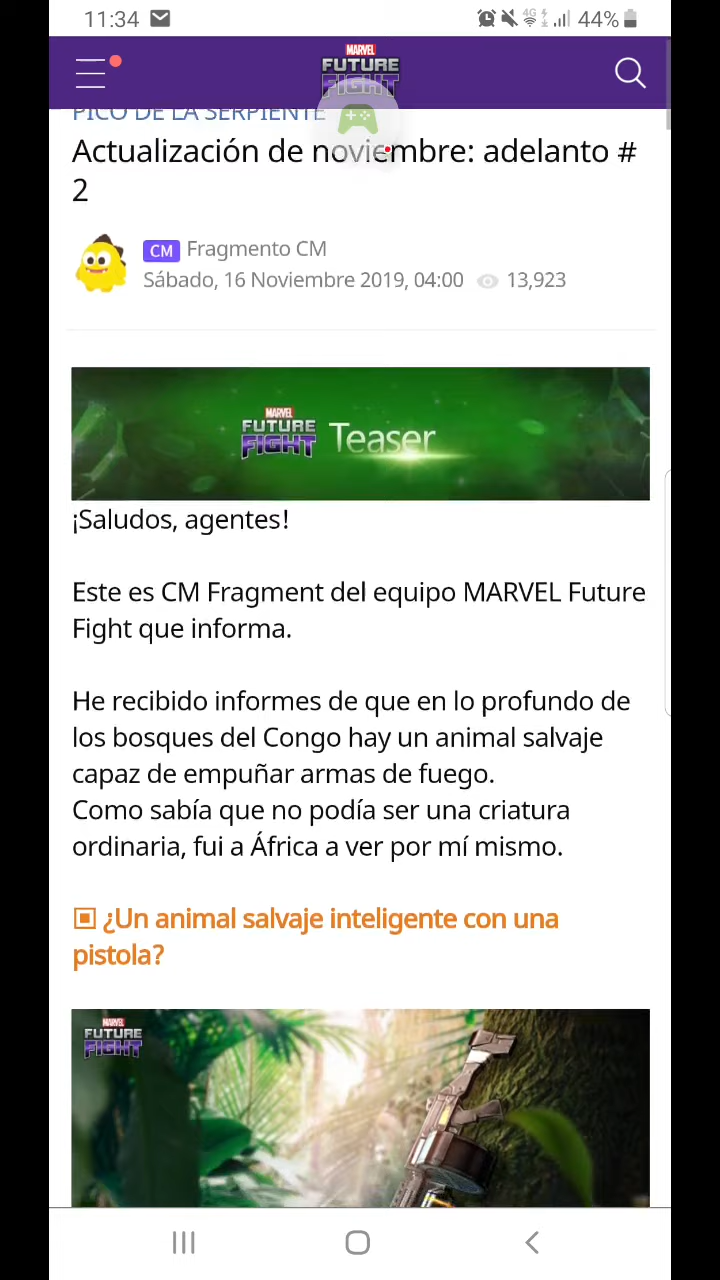 11:34
4G
44%
MARVEL
FUTURE
FIGHT
PICO DE LA SERPIENTE
Actualización de noviembre: adelanto #
2
CM Fragmento CM
Sábado, 16 Noviembre 2019, 04:00 13,923
MARVEL
FUTURE
FIGHT Teaser
¡Saludos, agentes!
Este es CM Fragment del equipo MARVEL Future
Fight que informa.
He recibido informes de que en lo profundo de
los bosques del Congo hay un animal salvaje
capaz de empuñar armas de fuego.
Como sabía que no podía ser una criatura
ordinaria, fui a África a ver por mí mismo.
¿Un animal salvaje inteligente con una
pistola?
MARVEL
FUTURE
FIGHT